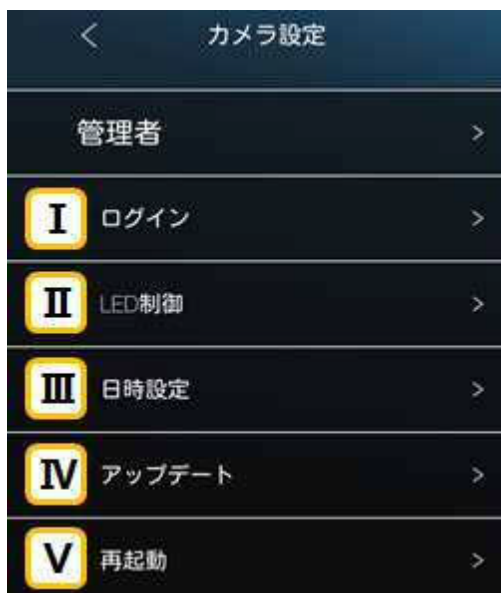 < カメラ設定
管理者 >
Ⅰ ログイン >
Ⅱ LED制御 >
Ⅲ 日時設定 >
Ⅳ アップデート >
Ⅴ 再起動 >